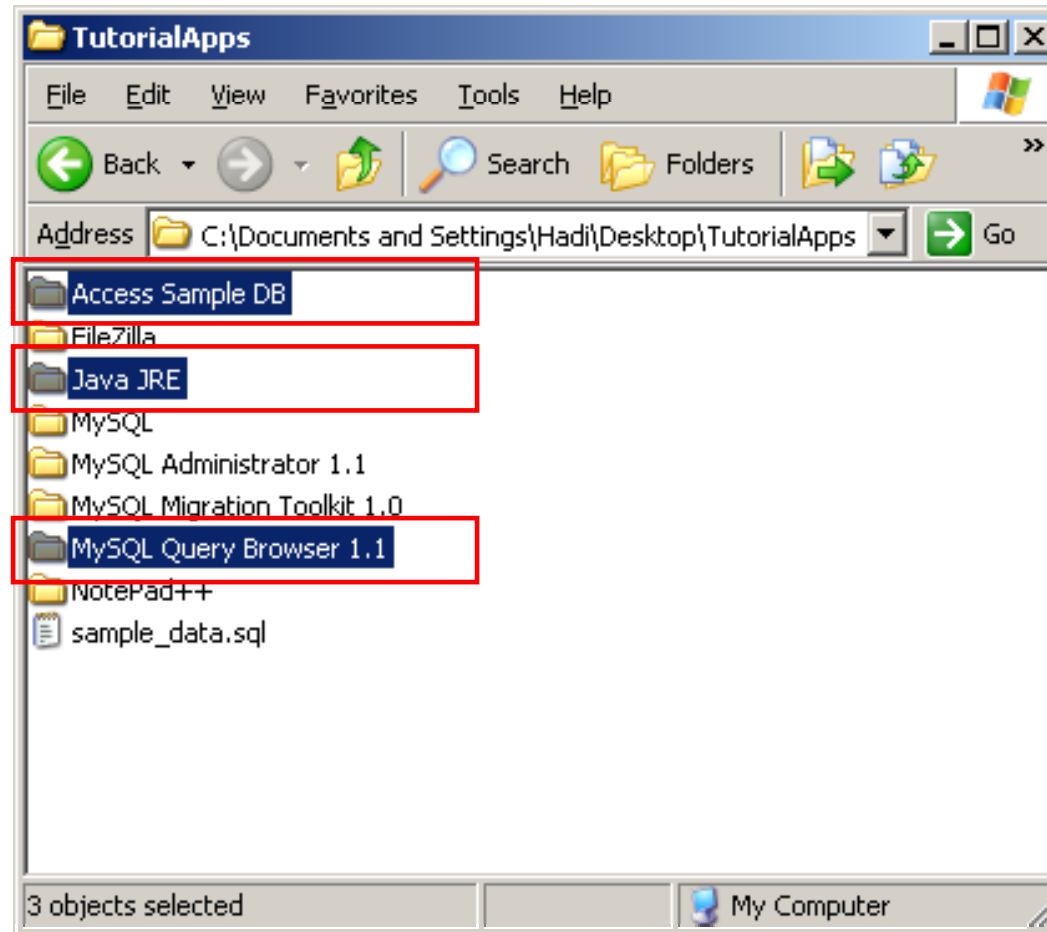 TutorialApps
File Edit View Favorites Tools Help
Back Search Folders »
Address C:\Documents and Settings\Hadi\Desktop\TutorialApps Go
Access Sample DB
FileZilla
Java JRE
MySQL
MySQL Administrator 1.1
MySQL Migration Toolkit 1.0
MySQL Query Browser 1.1
NotePad++
sample_data.sql
3 objects selected My Computer